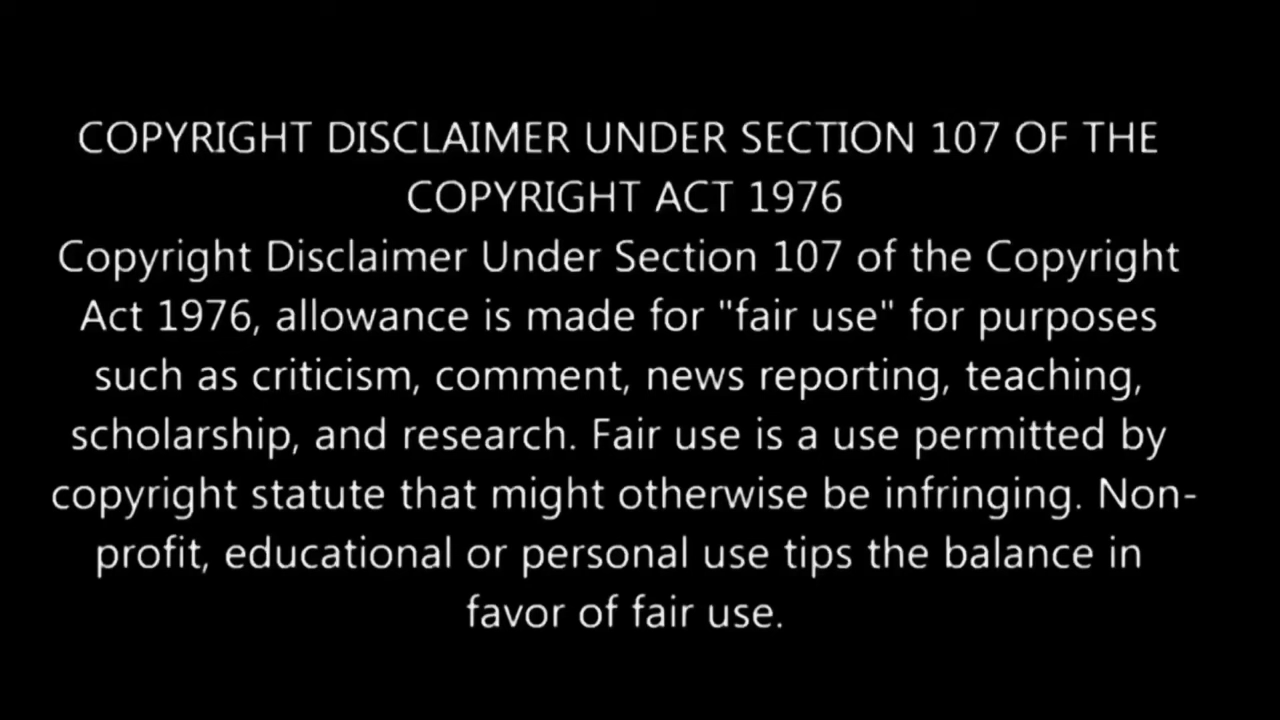 COPYRIGHT DISCLAIMER UNDER SECTION 107 OF THE
COPYRIGHT ACT 1976
Copyright Disclaimer Under Section 107 of the Copyright
Act 1976, allowance is made for "fair use" for purposes
such as criticism, comment, news reporting, teaching,
scholarship, and research. Fair use is a use permitted by
copyright statute that might otherwise be infringing. Non-
profit, educational or personal use tips the balance in
favor of fair use.